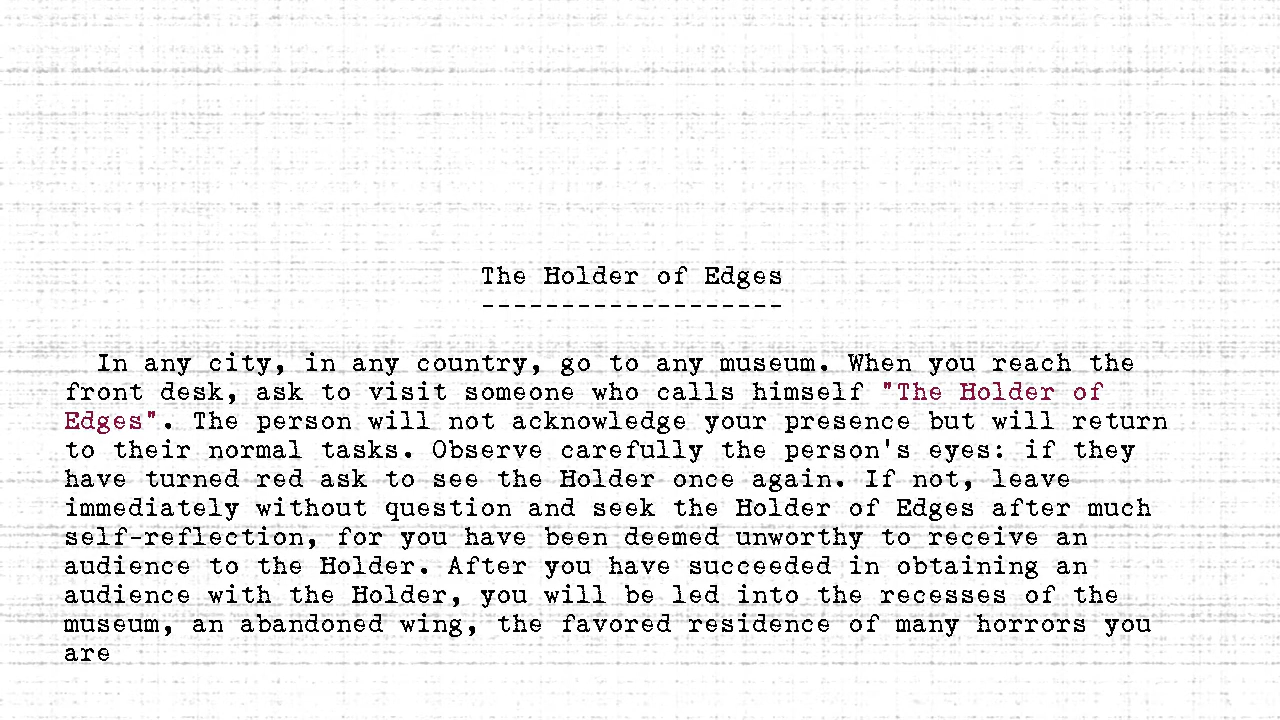 The Holder of Edges
-------------------
In any city, in any country, go to any museum. When you reach the
front desk, ask to visit someone who calls himself "The Holder of
Edges". The person will not acknowledge your presence but will return
to their normal tasks. Observe carefully the person's eyes: if they
have turned red ask to see the Holder once again. If not, leave
immediately without question and seek the Holder of Edges after much
self-reflection, for you have been deemed unworthy to receive an
audience to the Holder. After you have succeeded in obtaining an
audience with the Holder, you will be led into the recesses of the
museum, an abandoned wing, the favored residence of many horrors you
are